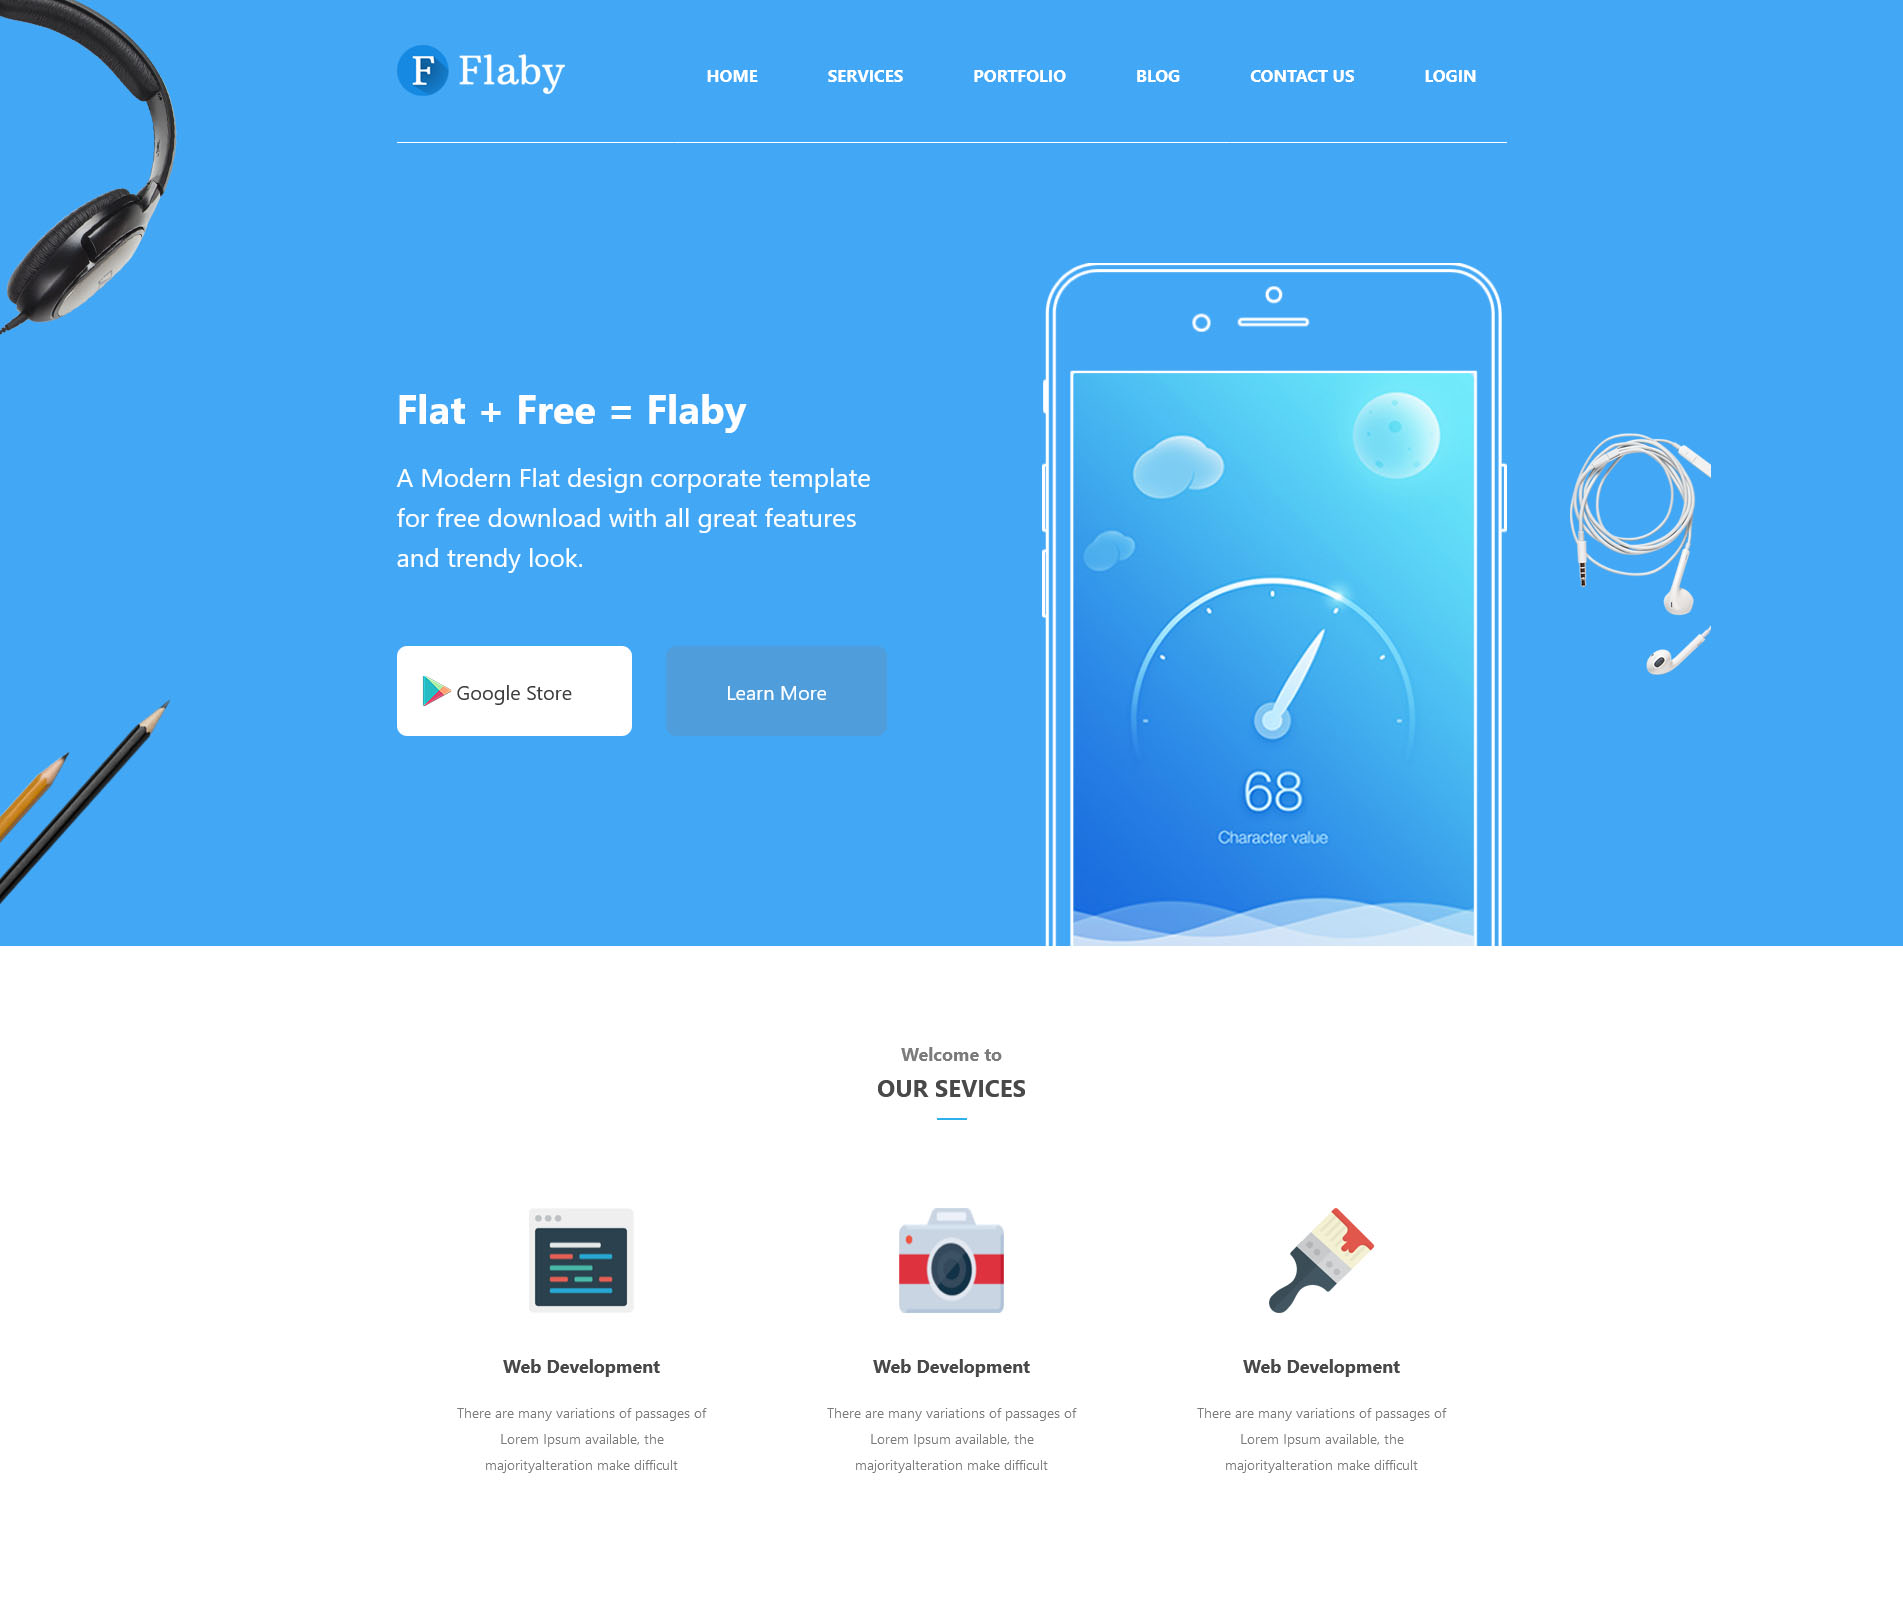 F Flaby
HOME SERVICES PORTFOLIO BLOG CONTACT US LOGIN
Flat + Free = Flaby
A Modern Flat design corporate template
for free download with all great features
and trendy look.
Google Store
Learn More
68
Character value
Welcome to
OUR SEVICES
Web Development
There are many variations of passages of
Lorem Ipsum available, the
majorityalteration make difficult
Web Development
There are many variations of passages of
Lorem Ipsum available, the
majorityalteration make difficult
Web Development
There are many variations of passages of
Lorem Ipsum available, the
majorityalteration make difficult